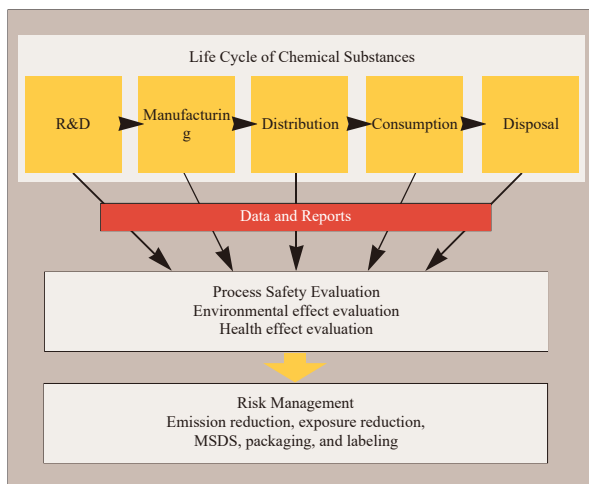 Life Cycle of Chemical Substances
R&D
Manufacturin
g
Distribution
Consumption
Disposal
Data and Reports
Process Safety Evaluation
Environmental effect evaluation
Health effect evaluation
Risk Management
Emission reduction, exposure reduction,
MSDS, packaging, and labeling